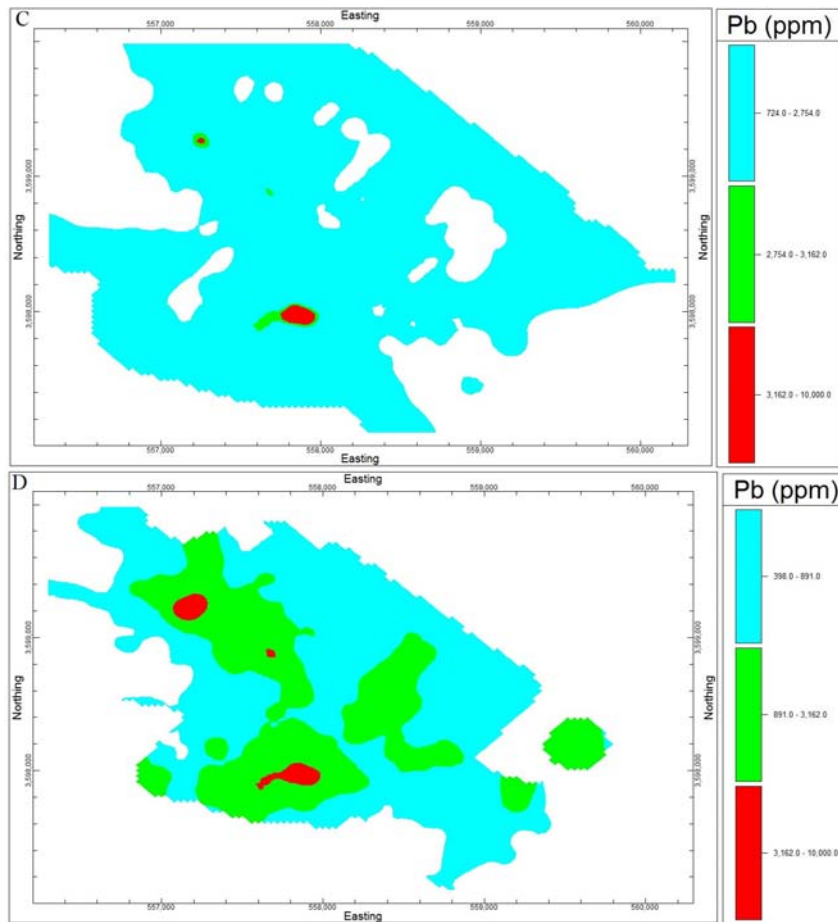 C
Easting
557,000 558,000 559,000 560,000
Northing
3,599,000
3,598,000
Northing
3,599,000
3,598,000
557,000 558,000 559,000 560,000
Easting
Pb (ppm)
724.0 - 2,754.0
2,754.0 - 3,162.0
3,162.0 - 10,000.0
D
Easting
557,000 558,000 559,000 560,000
Northing
3,599,000
3,598,000
Northing
3,599,000
3,598,000
557,000 558,000 559,000 560,000
Easting
Pb (ppm)
398.0 - 891.0
891.0 - 3,162.0
3,162.0 - 10,000.0